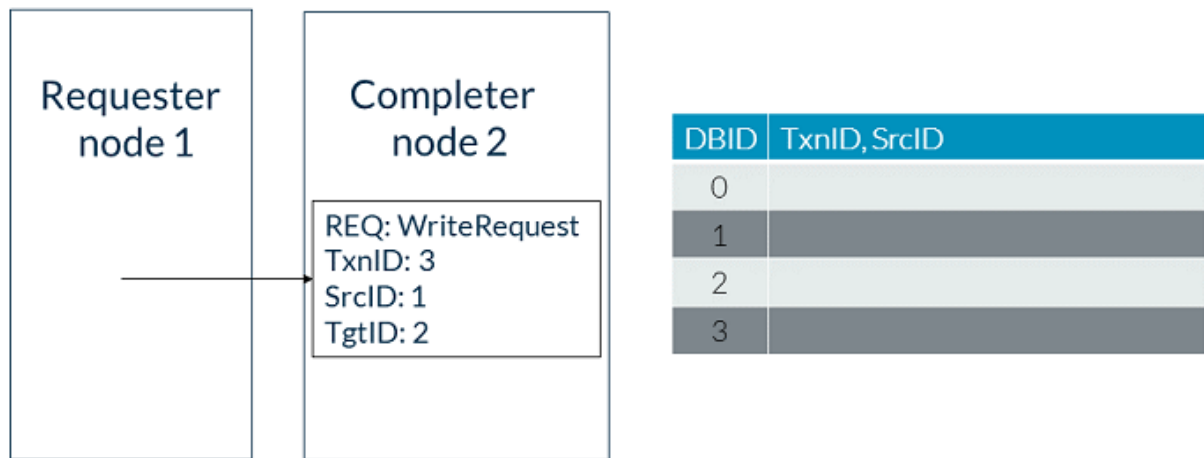 Requester
node 1
Completer
node 2
REQ: WriteRequest
TxnID: 3
SrcID: 1
TgtID: 2
DBID TxnID, SrcID
0
1
2
3